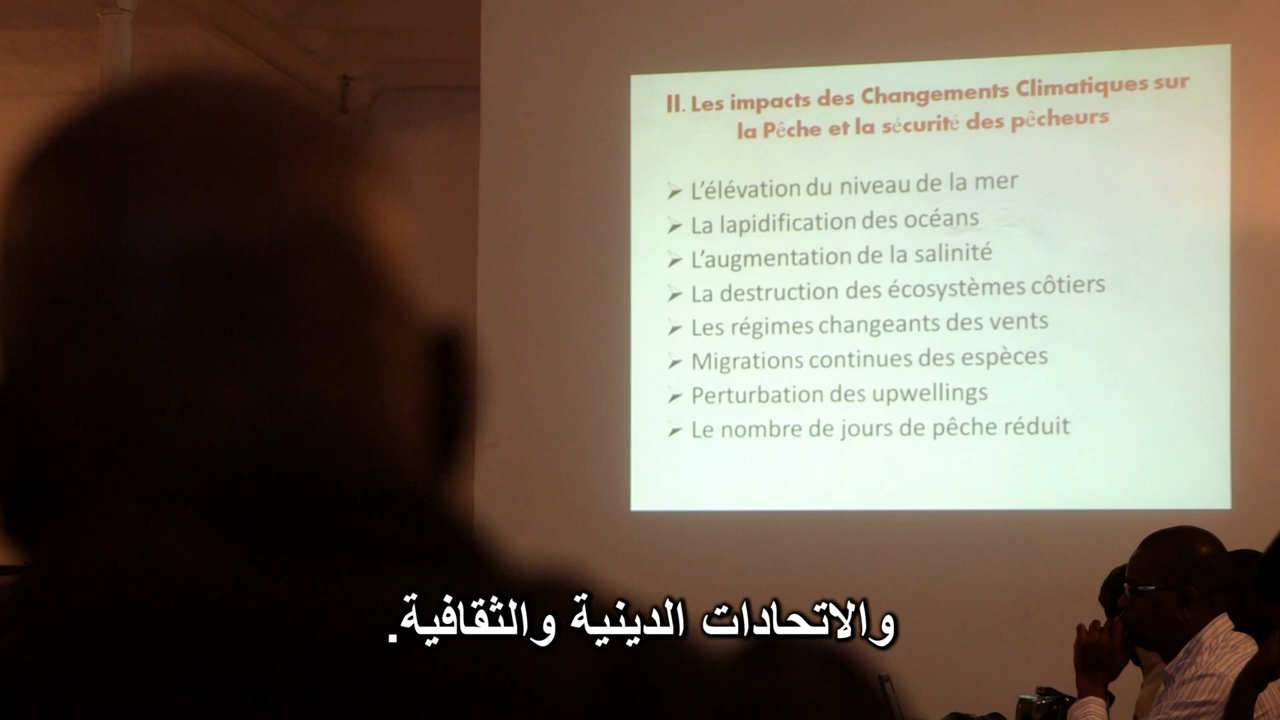 II. Les impacts des Changements Climatiques sur
la Pêche et la sécurité des pêcheurs
➢ L'élévation du niveau de la mer
➢ La lapidification des océans
➢ L'augmentation de la salinité
➢ La destruction des écosystèmes côtiers
➢ Les régimes changeants des vents
➢ Migrations continues des espèces
➢ Perturbation des upwellings
➢ Le nombre de jours de pêche réduit
والاتحادات الدينية والثقافية.